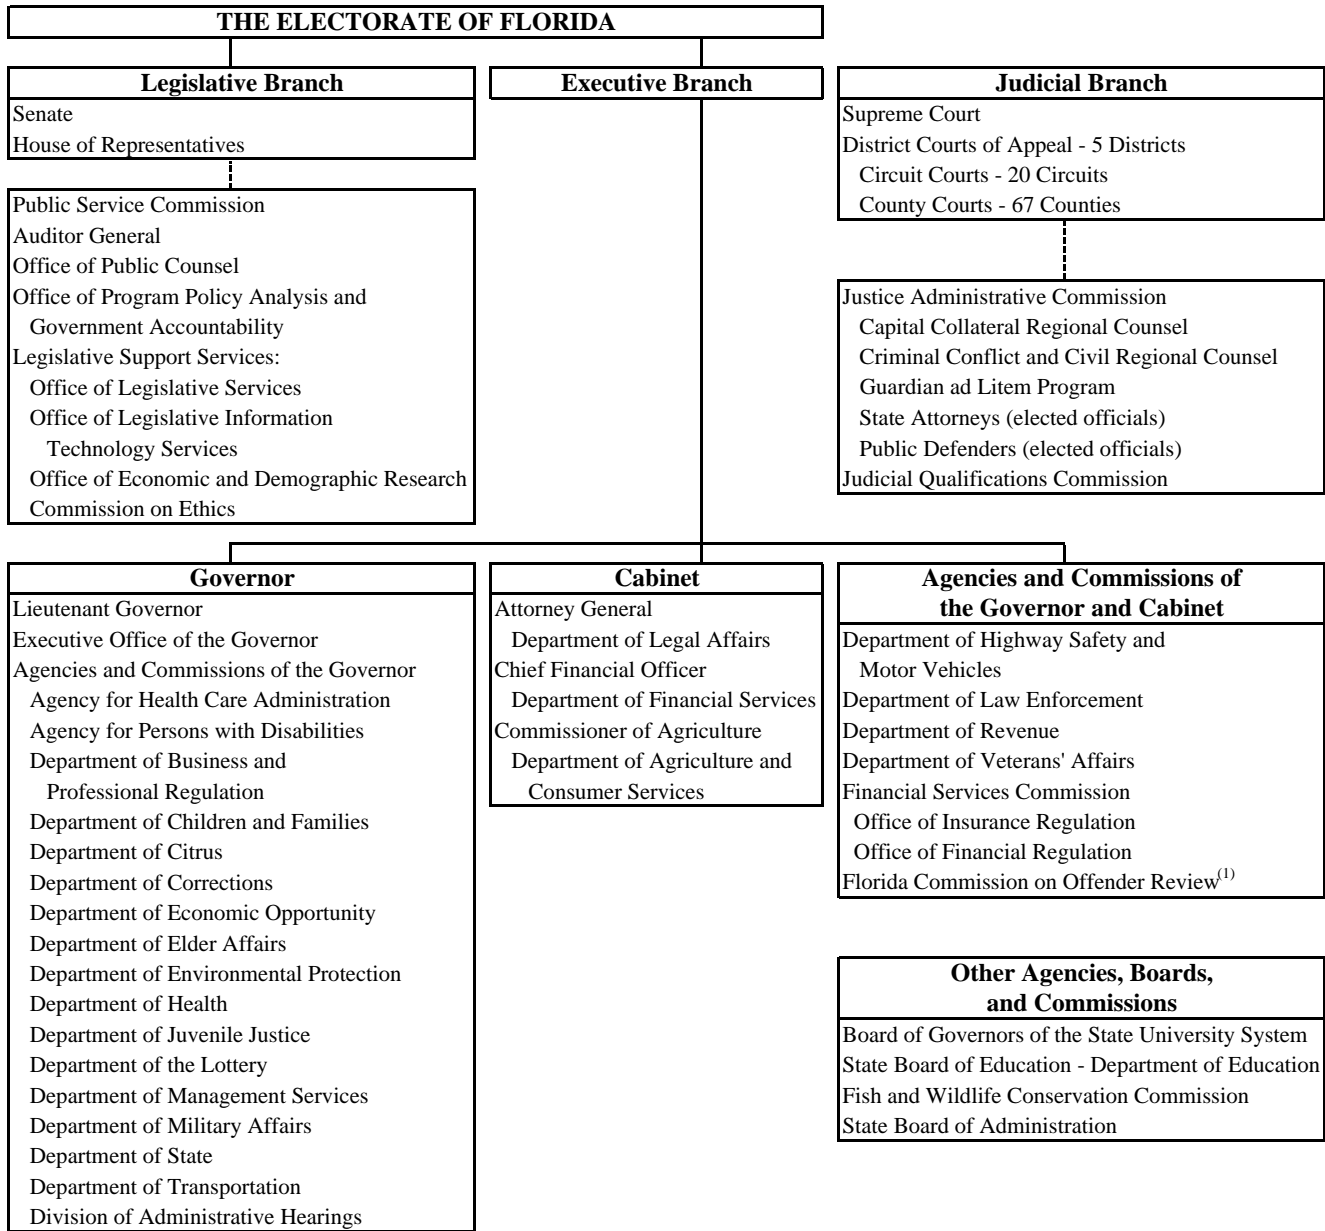 THE ELECTORATE OF FLORIDA
Legislative Branch
Senate
House of Representatives
Public Service Commission
Auditor General
Office of Public Counsel
Office of Program Policy Analysis and
Government Accountability
Legislative Support Services:
Office of Legislative Services
Office of Legislative Information
Technology Services
Office of Economic and Demographic Research
Commission on Ethics
Executive Branch
Judicial Branch
Supreme Court
District Courts of Appeal - 5 Districts
Circuit Courts - 20 Circuits
County Courts - 67 Counties
Justice Administrative Commission
Capital Collateral Regional Counsel
Criminal Conflict and Civil Regional Counsel
Guardian ad Litem Program
State Attorneys (elected officials)
Public Defenders (elected officials)
Judicial Qualifications Commission
Governor
Lieutenant Governor
Executive Office of the Governor
Agencies and Commissions of the Governor
Agency for Health Care Administration
Agency for Persons with Disabilities
Department of Business and
Professional Regulation
Department of Children and Families
Department of Citrus
Department of Corrections
Department of Economic Opportunity
Department of Elder Affairs
Department of Environmental Protection
Department of Health
Department of Juvenile Justice
Department of the Lottery
Department of Management Services
Department of Military Affairs
Department of State
Department of Transportation
Division of Administrative Hearings
Cabinet
Attorney General
Department of Legal Affairs
Chief Financial Officer
Department of Financial Services
Commissioner of Agriculture
Department of Agriculture and
Consumer Services
Agencies and Commissions of
the Governor and Cabinet
Department of Highway Safety and
Motor Vehicles
Department of Law Enforcement
Department of Revenue
Department of Veterans' Affairs
Financial Services Commission
Office of Insurance Regulation
Office of Financial Regulation
Florida Commission on Offender Review(1)
Other Agencies, Boards,
and Commissions
Board of Governors of the State University System
State Board of Education - Department of Education
Fish and Wildlife Conservation Commission
State Board of Administration